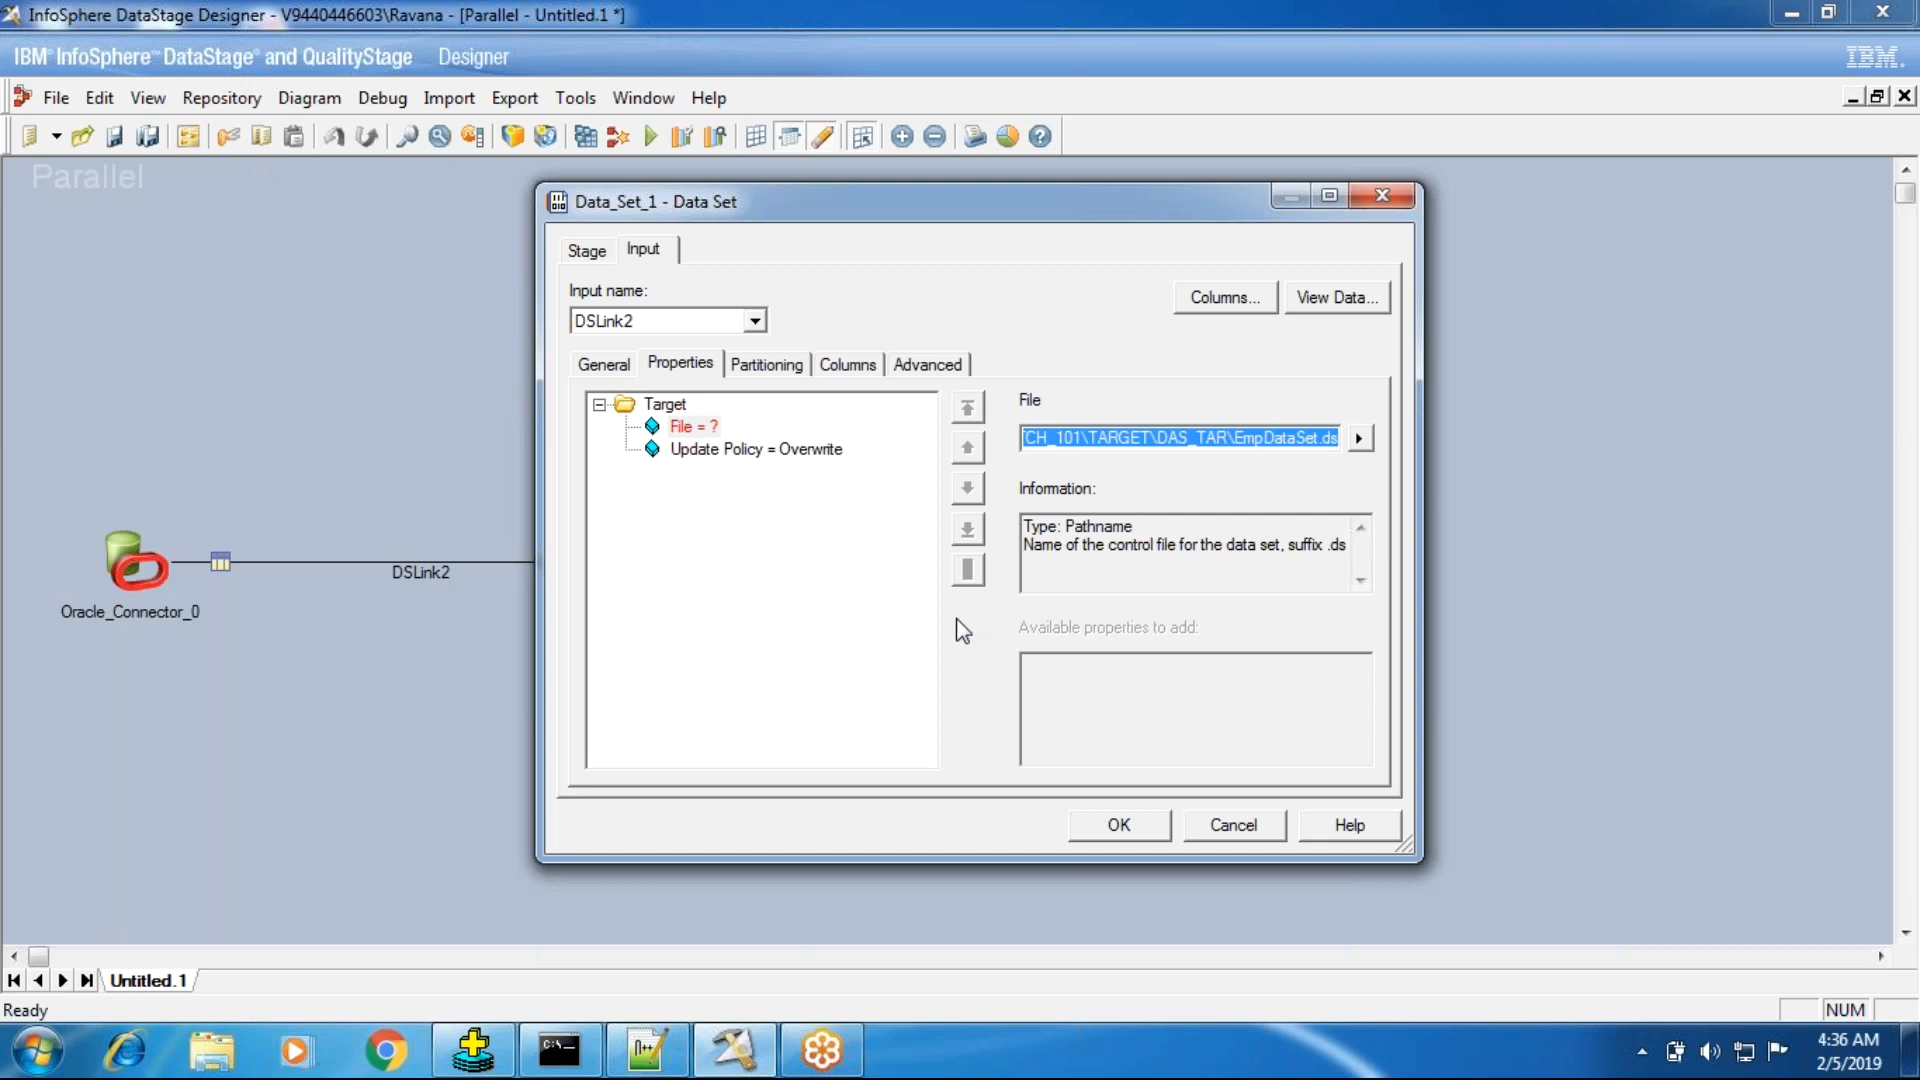 InfoSphere DataStage Designer - V9440446603\Ravana - [Parallel - Untitled.1 *]
IBM InfoSphere DataStage and QualityStage Designer IBM.
File Edit View Repository Diagram Debug Import Export Tools Window Help
Parallel
Data_Set_1 - Data Set
Stage Input
Input name:
Columns... View Data...
DSLink2
General Properties Partitioning Columns Advanced
Target
File = ?
Update Policy = Overwrite
File
CH_101\TARGET\DAS_TAR\EmpDataSet.ds
Information:
Type: Pathname
Name of the control file for the data set, suffix .ds
Available properties to add:
OK Cancel Help
DSLink2
Oracle_Connector_0
Untitled.1
Ready NUM
C:\
N++
4:36 AM
2/5/2019